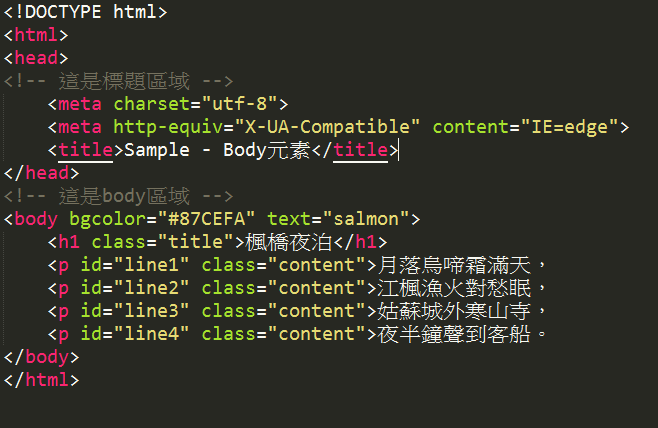 <!DOCTYPE html>
<html>
<head>
<!-- 這是標題區域 -->
    <meta charset="utf-8">
    <meta http-equiv="X-UA-Compatible" content="IE=edge">
    <title>Sample - Body元素</title>
</head>
<!-- 這是body區域 -->
<body bgcolor="#87CEFA" text="salmon">
    <h1 class="title">楓橋夜泊</h1>
    <p id="line1" class="content">月落烏啼霜滿天，
    <p id="line2" class="content">江楓漁火對愁眠，
    <p id="line3" class="content">姑蘇城外寒山寺，
    <p id="line4" class="content">夜半鐘聲到客船。
</body>
</html>